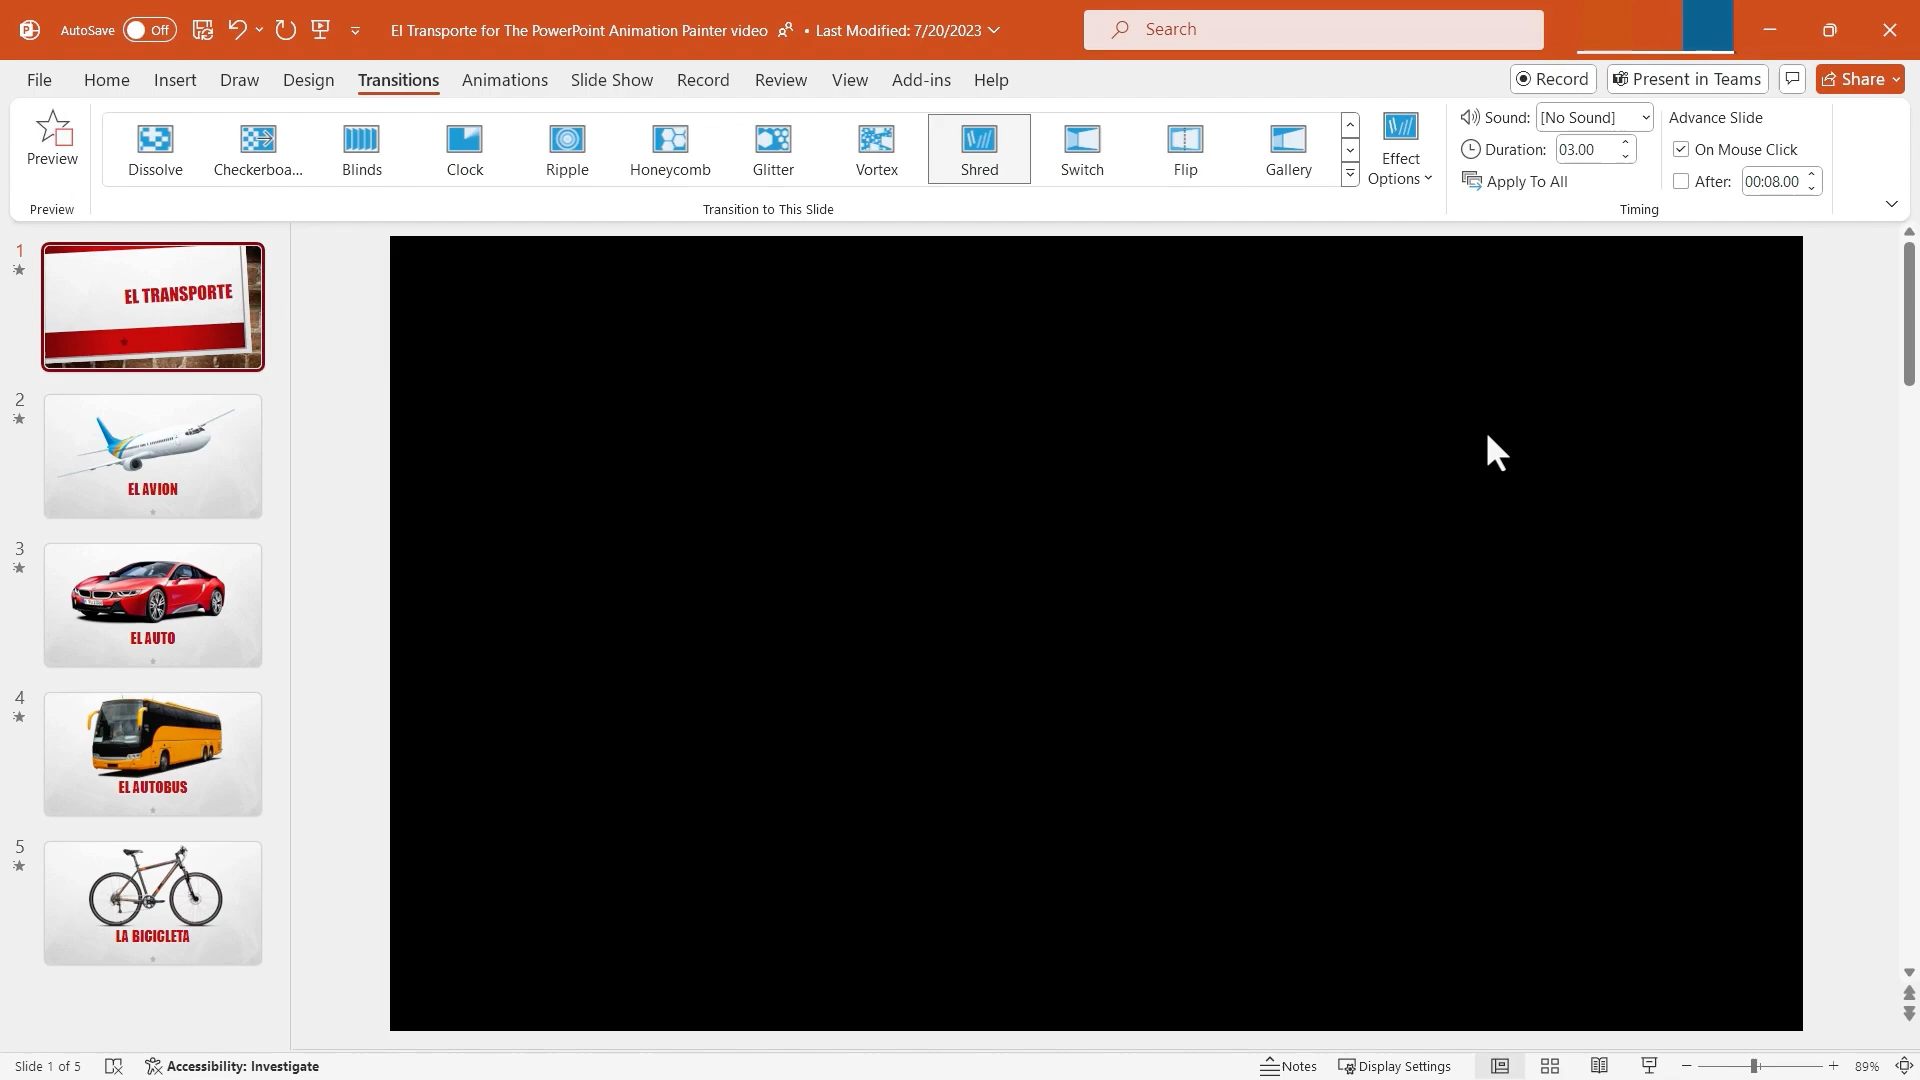 AutoSave Off El Transporte for The PowerPoint Animation Painter video • Last Modified: 7/20/2023 Search
File Home Insert Draw Design Transitions Animations Slide Show Record Review View Add-ins Help Record Present in Teams Share
Preview
Dissolve Checkerboa... Blinds Clock Ripple Honeycomb Glitter Vortex Shred Switch Flip Gallery
Effect
Options
Sound: [No Sound] Advance Slide
Duration: 03.00 On Mouse Click
Apply To All After: 00:08.00
Preview Transition to This Slide Timing
1
EL TRANSPORTE
2
EL AVION
3
EL AUTO
4
EL AUTOBUS
5
LA BICICLETA
Slide 1 of 5 Accessibility: Investigate Notes Display Settings 89%